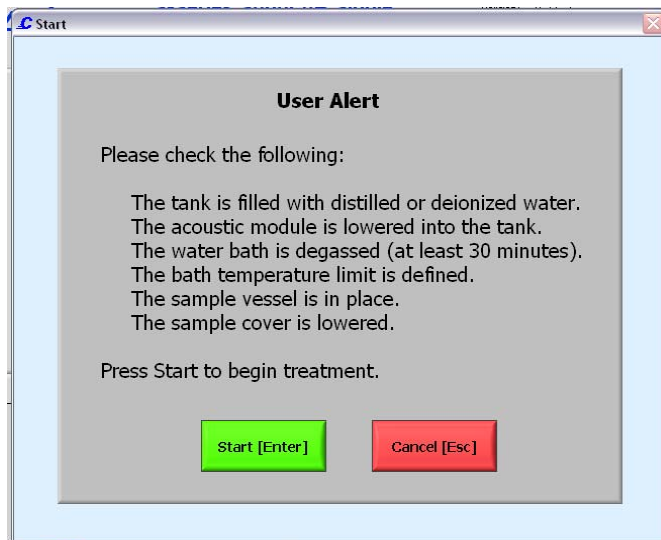 C Start
User Alert
Please check the following:
The tank is filled with distilled or deionized water.
The acoustic module is lowered into the tank.
The water bath is degassed (at least 30 minutes).
The bath temperature limit is defined.
The sample vessel is in place.
The sample cover is lowered.
Press Start to begin treatment.
Start [Enter] Cancel [Esc]